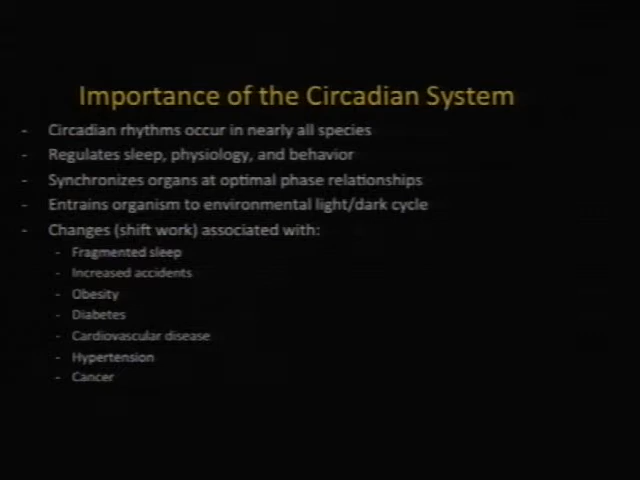 Importance of the Circadian System
- Circadian rhythms occur in nearly all species
- Regulates sleep, physiology, and behavior
- Synchronizes organs at optimal phase relationships
- Entrains organism to environmental light/dark cycle
- Changes (shift work) associated with:
- Fragmented sleep
- Increased accidents
- Obesity
- Diabetes
- Cardiovascular disease
- Hypertension
- Cancer